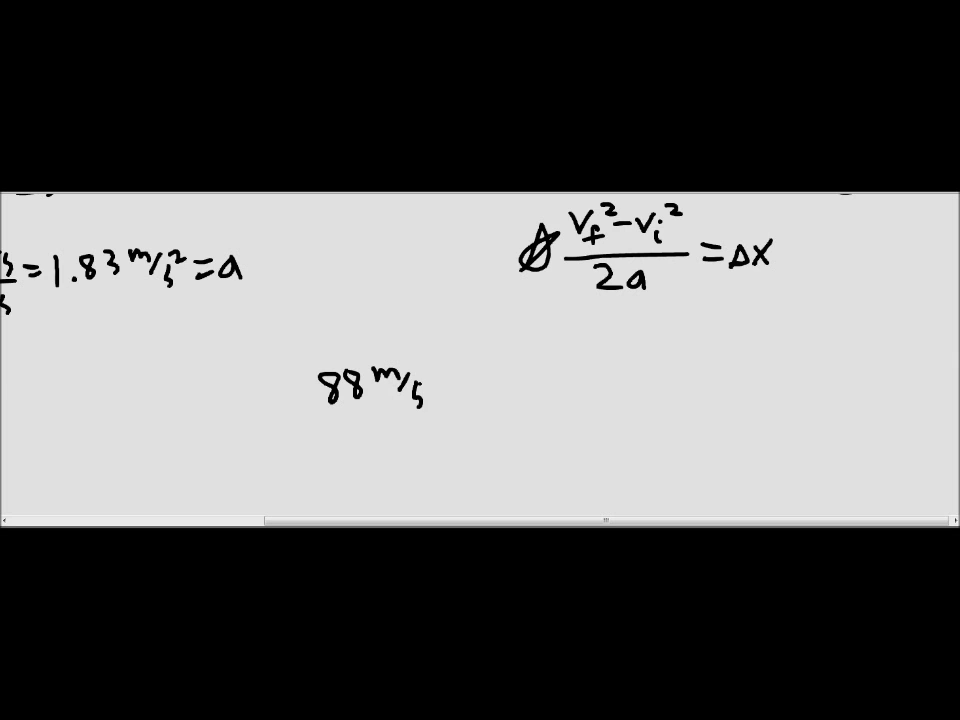 = 1.83 m/s² = a
(v_f² - v_i²) / 2a = Δx
88 m/s